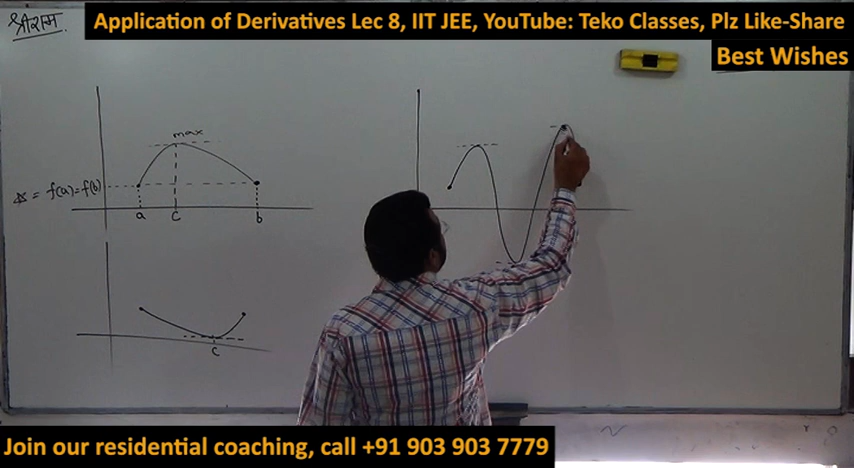 श्रीराम
Application of Derivatives Lec 8, IIT JEE, YouTube: Teko Classes, Plz Like-Share
Best Wishes
max
= f(a)=f(b)
a c b
c
Join our residential coaching, call +91 903 903 7779